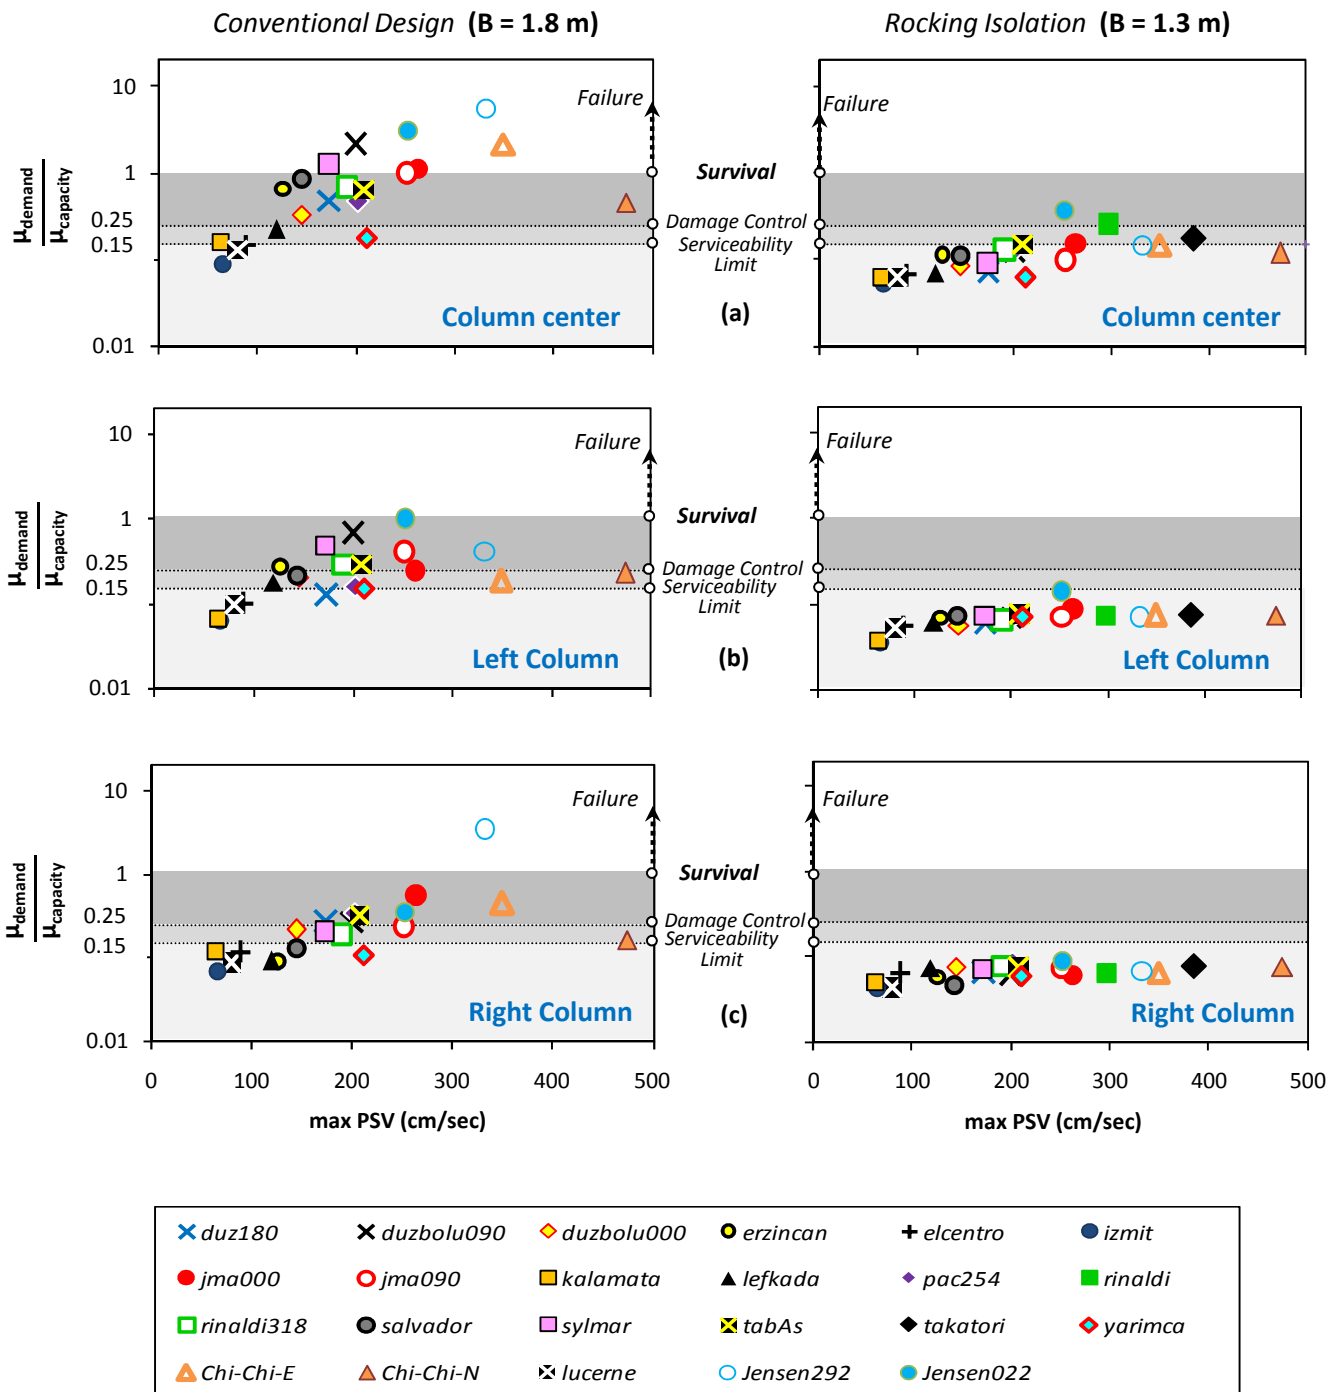 Conventional Design (B = 1.8 m)
Rocking Isolation (B = 1.3 m)
10
1
0.25
0.15
0.01
μdemand
μcapacity
Failure
Survival
Damage Control
Serviceability
Limit
(a)
Column center
Failure
Column center
10
1
0.25
0.15
0.01
μdemand
μcapacity
Failure
Survival
Damage Control
Serviceability
Limit
(b)
Left Column
Failure
Left Column
10
1
0.25
0.15
0.01
μdemand
μcapacity
Failure
Survival
Damage Control
Serviceability
Limit
(c)
Right Column
Failure
Right Column
0 100 200 300 400 500
0 100 200 300 400 500
max PSV (cm/sec)
max PSV (cm/sec)
duz180 duzbolu090 duzbolu000 erzincan elcentro izmit
jma000 jma090 kalamata lefkada pac254 rinaldi
rinaldi318 salvador sylmar tabAs takatori yarimca
Chi-Chi-E Chi-Chi-N lucerne Jensen292 Jensen022